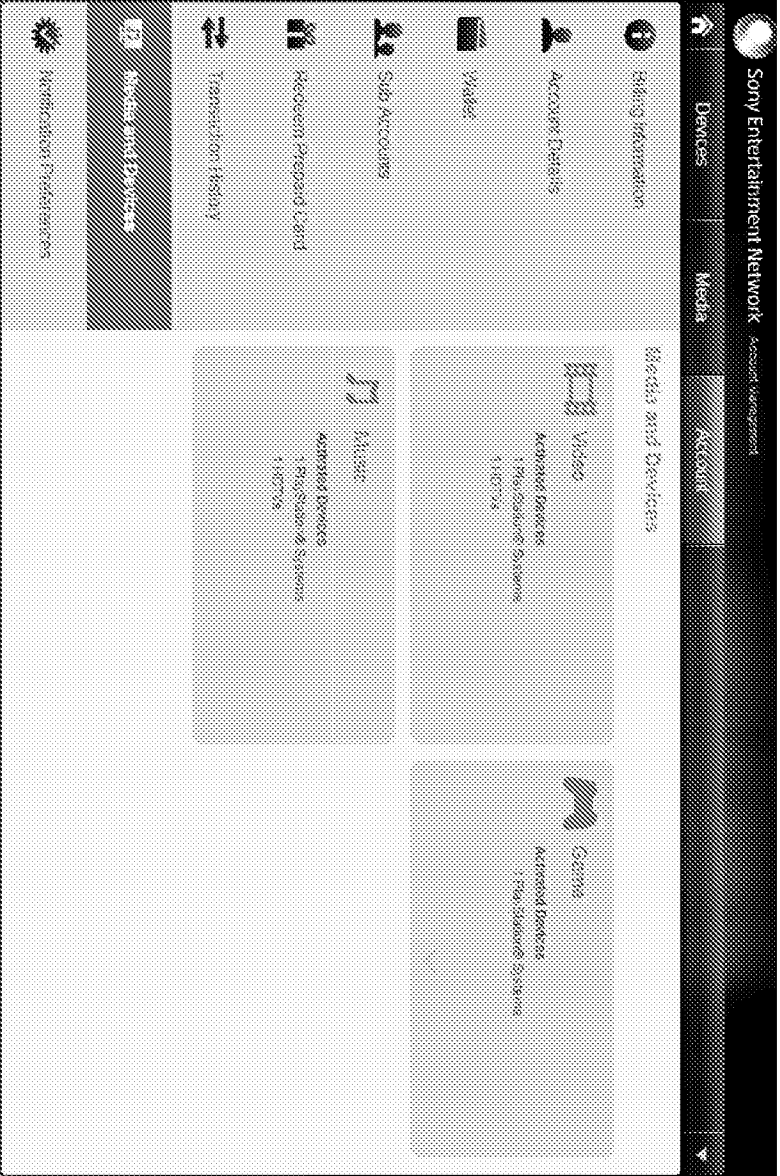 Sony Entertainment Network Account Management
Devices
Media
Account
Billing Information
Account Details
Wallet
Sub Accounts
Redeem Prepaid Card
Transaction History
Media and Devices
Notification Preferences
Media and Devices
Video
Activated Devices
1 PlayStation® Systems
1 HDTVs
Game
Activated Devices
1 PlayStation® Systems
Music
Activated Devices
1 PlayStation® Systems
1 HDTVs